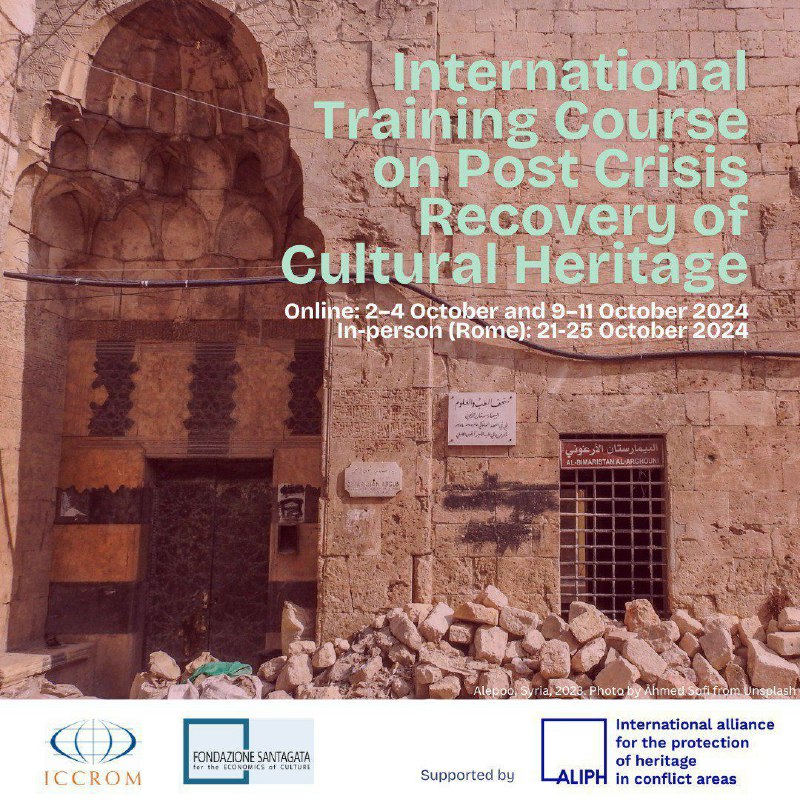 International
Training Course
on Post Crisis
Recovery of
Cultural Heritage
Online: 2–4 October and 9–11 October 2024
In-person (Rome): 21-25 October 2024
متحف الطب والعلوم
البيمارستان الأرغوني
AL-BIMARISTAN AL-ARGHOUNI
Aleppo, Syria, 2023. Photo by Ahmed Sofi from Unsplash
ICCROM
FONDAZIONE SANTAGATA
for the ECONOMICS of CULTURE
Supported by
ALIPH
International alliance
for the protection
of heritage
in conflict areas